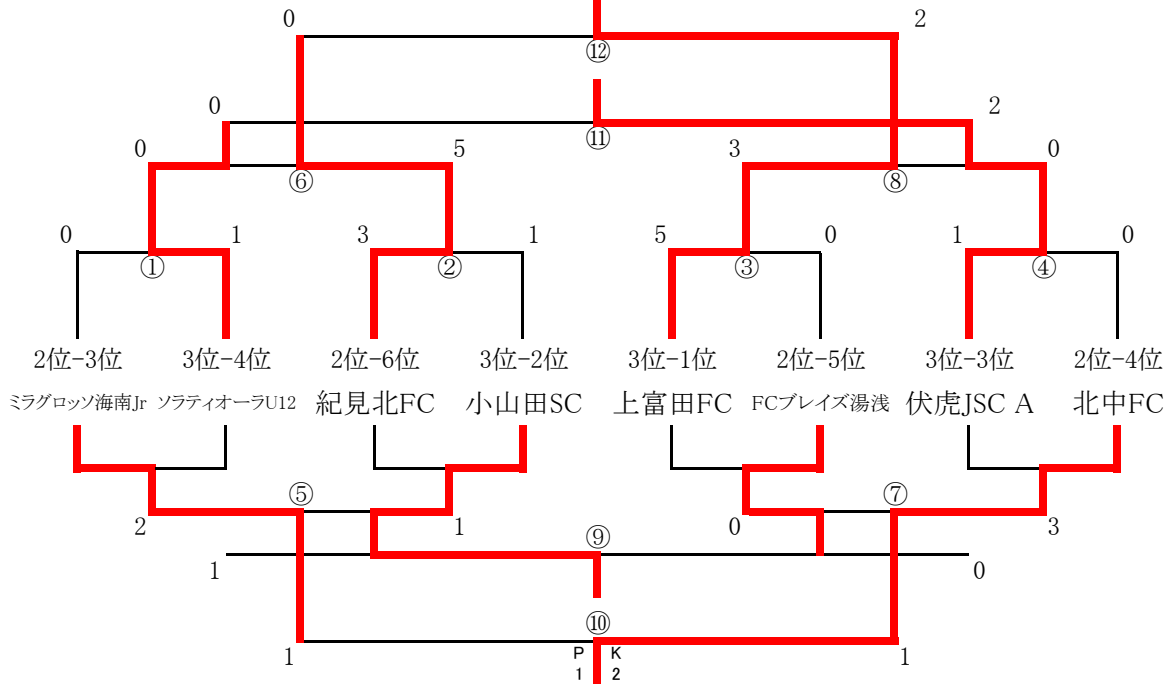 0 2
⑫
0 2
⑪
0 5 3 0
⑥ ⑧
0 1 3 1 5 0 1 0
① ② ③ ④
2位-3位 3位-4位 2位-6位 3位-2位 3位-1位 2位-5位 3位-3位 2位-4位
ミラグロッソ海南Jr ソラティオーラU12 紀見北FC 小山田SC 上富田FC FCブレイズ湯浅 伏虎JSC A 北中FC
⑤ ⑦
2 1 0 3
⑨
1 0
⑩
1 P K 1
1 2